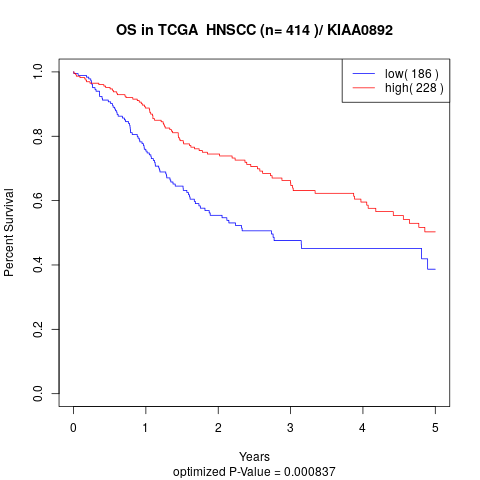 OS in TCGA  HNSCC (n= 414 )/ KIAA0892
low( 186 )
high( 228 )
Percent Survival
1.0
0.8
0.6
0.4
0.2
0.0
0 1 2 3 4 5
Years
optimized P-Value = 0.000837